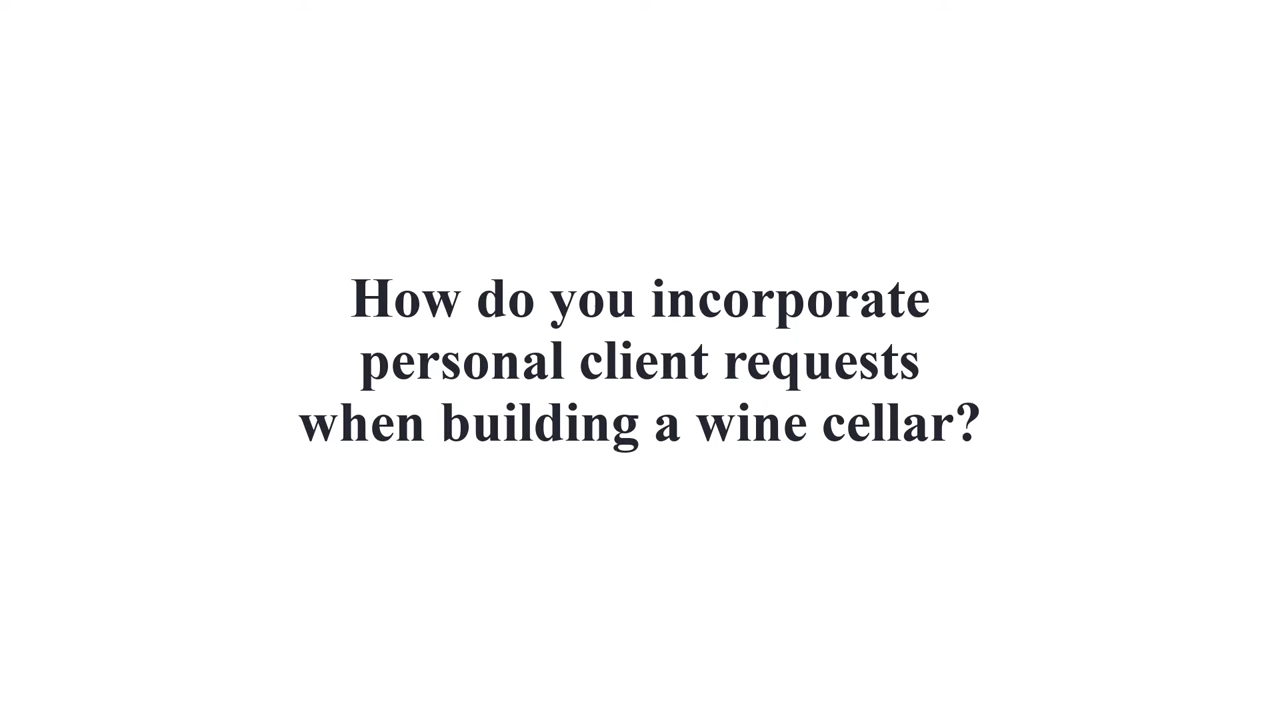 How do you incorporate
personal client requests
when building a wine cellar?